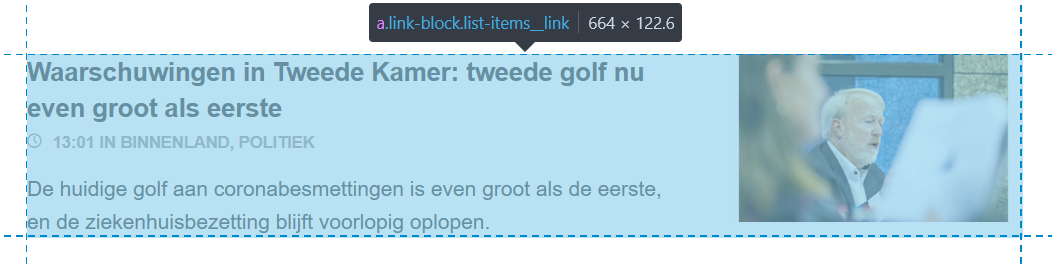 a.link-block.list-items__link 664 × 122.6
Waarschuwingen in Tweede Kamer: tweede golf nu
even groot als eerste
13:01 IN BINNENLAND, POLITIEK
De huidige golf aan coronabesmettingen is even groot als de eerste,
en de ziekenhuisbezetting blijft voorlopig oplopen.